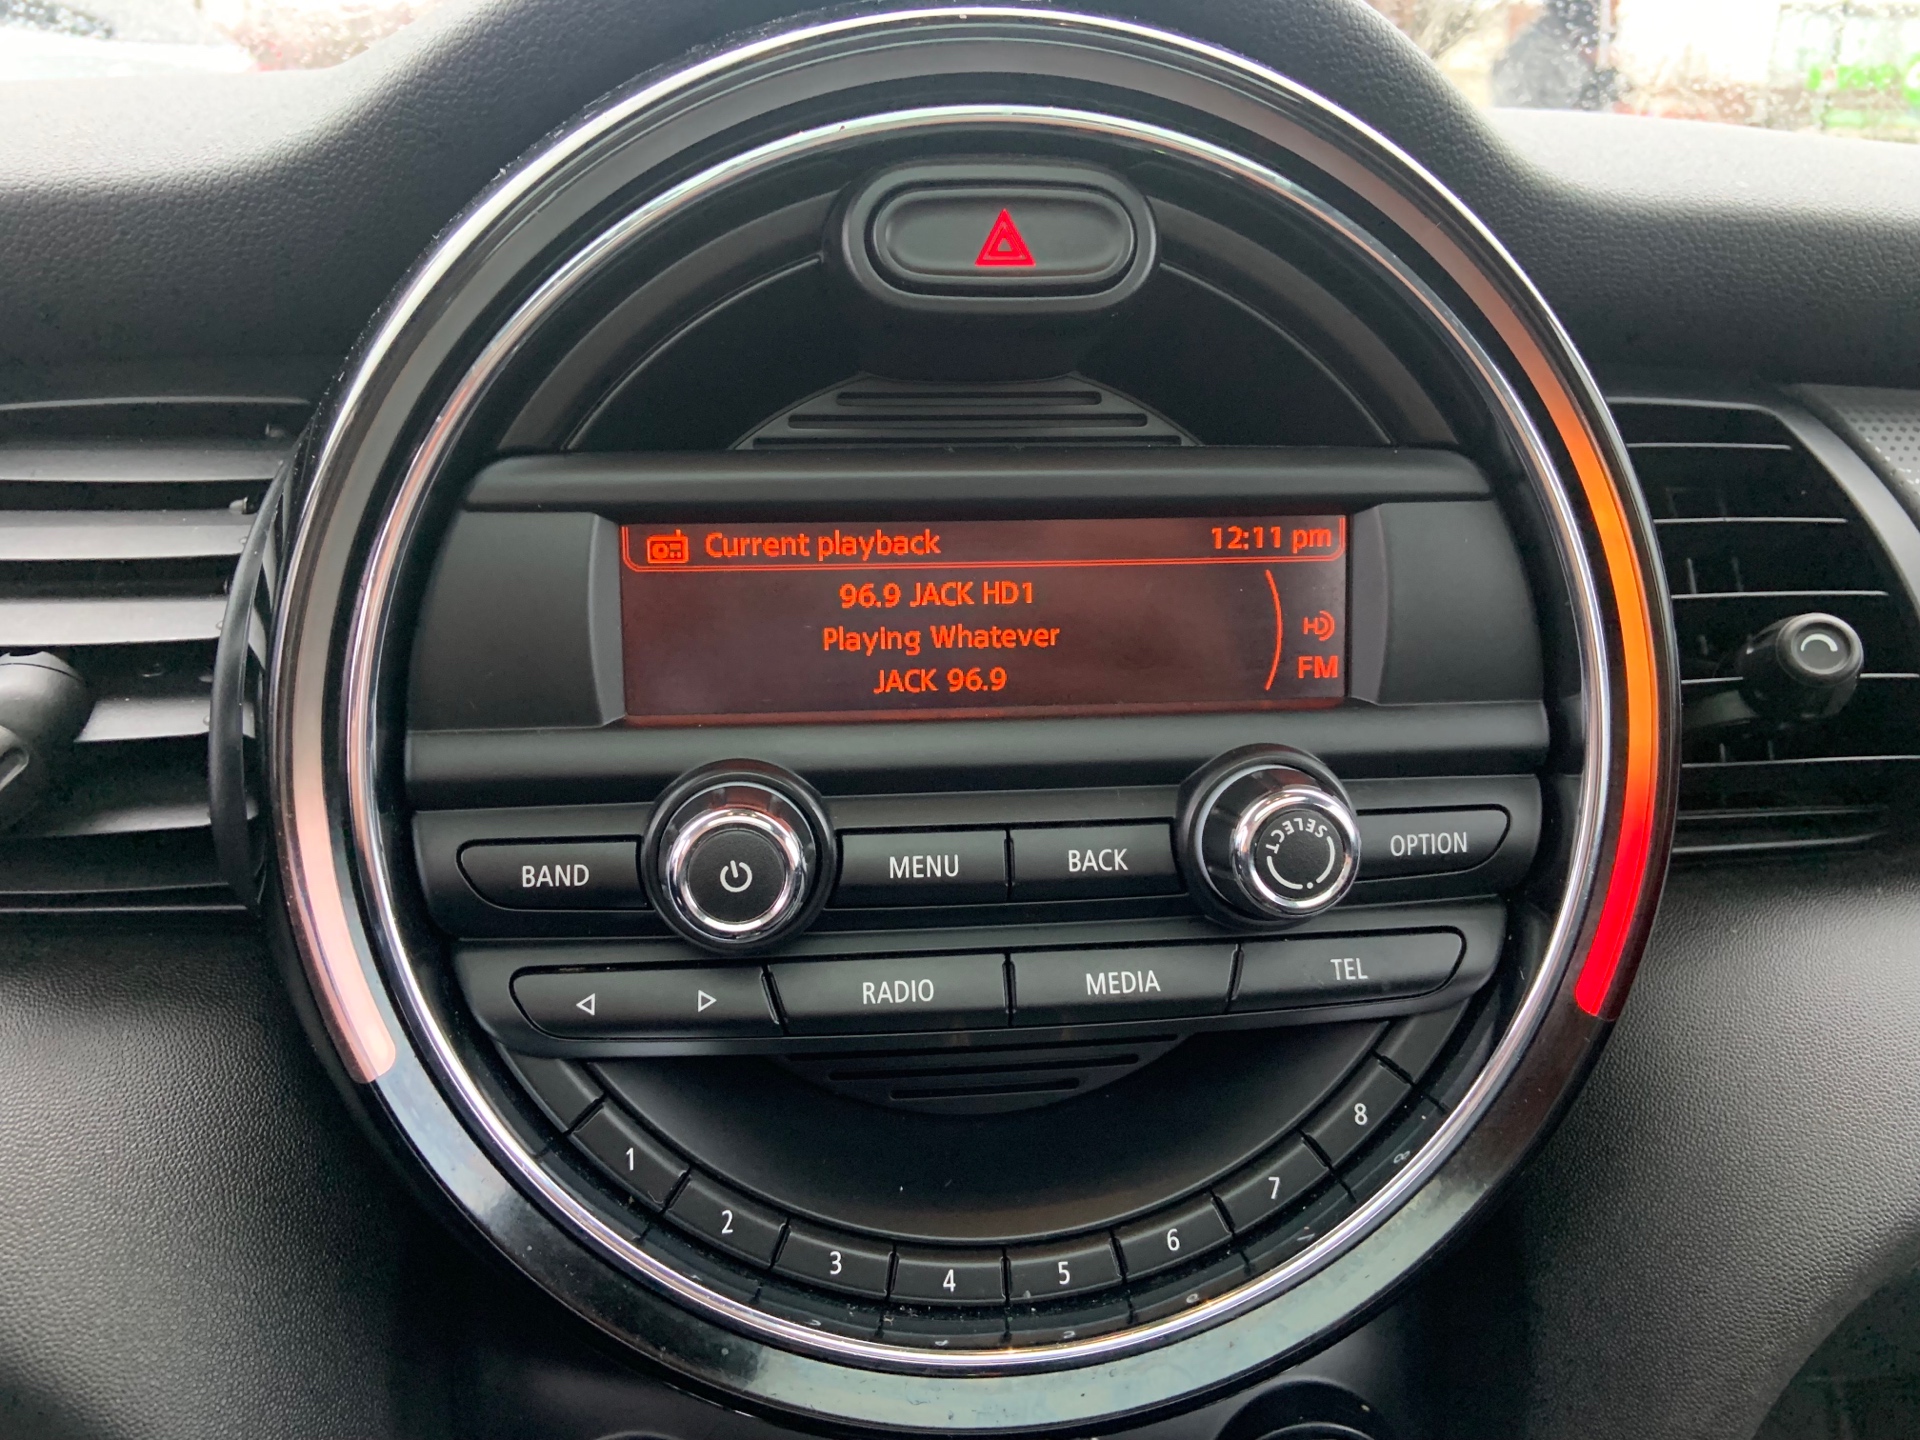 Current playback 12:11 pm
96.9 JACK HD1
Playing Whatever
JACK 96.9
HD
FM
BAND MENU BACK SELECT OPTION
RADIO MEDIA TEL
1 2 3 4 5 6 7 8